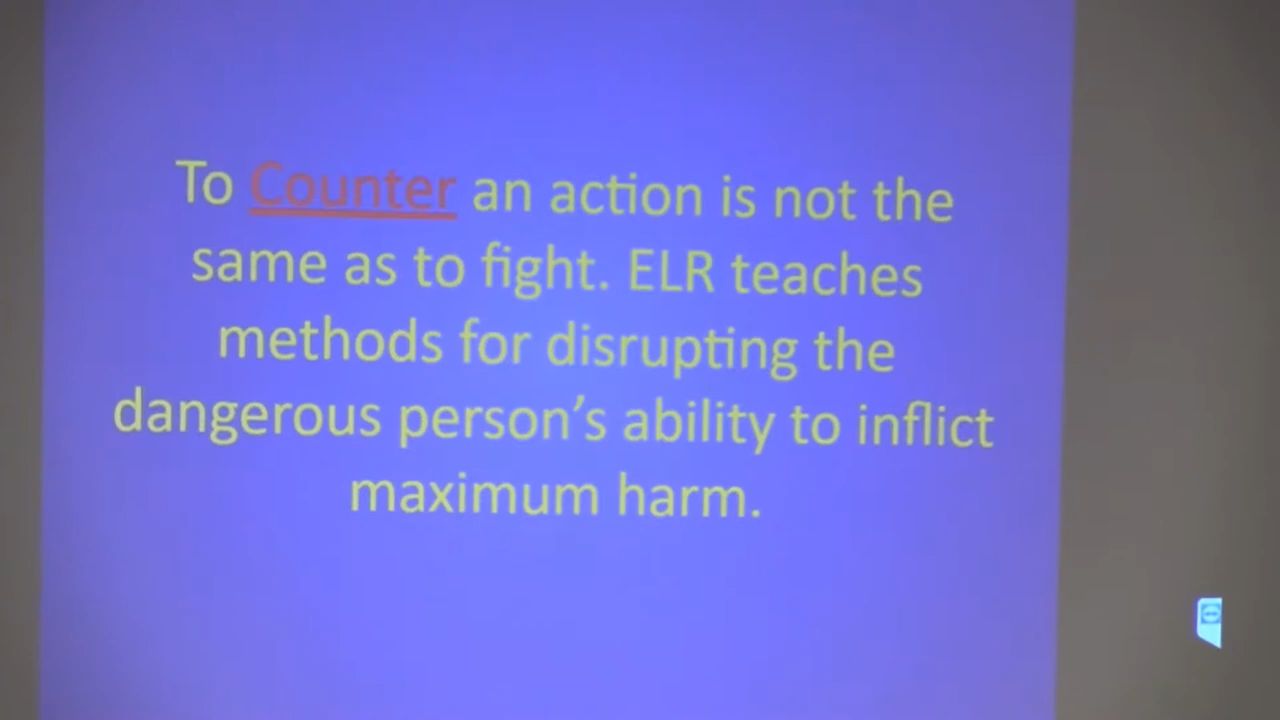 To Counter an action is not the
same as to fight. ELR teaches
methods for disrupting the
dangerous person’s ability to inflict
maximum harm.